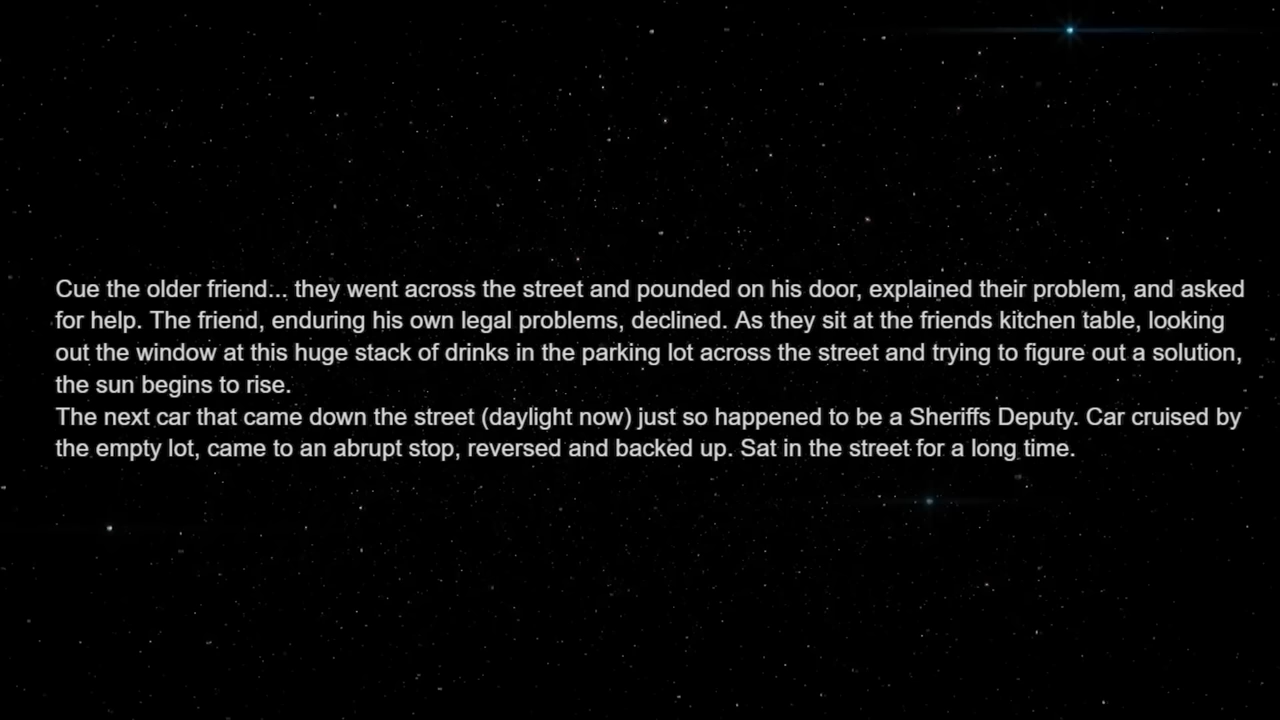 Cue the older friend... they went across the street and pounded on his door, explained their problem, and asked
for help. The friend, enduring his own legal problems, declined. As they sit at the friends kitchen table, looking
out the window at this huge stack of drinks in the parking lot across the street and trying to figure out a solution,
the sun begins to rise.
The next car that came down the street (daylight now) just so happened to be a Sheriffs Deputy. Car cruised by
the empty lot, came to an abrupt stop, reversed and backed up. Sat in the street for a long time.